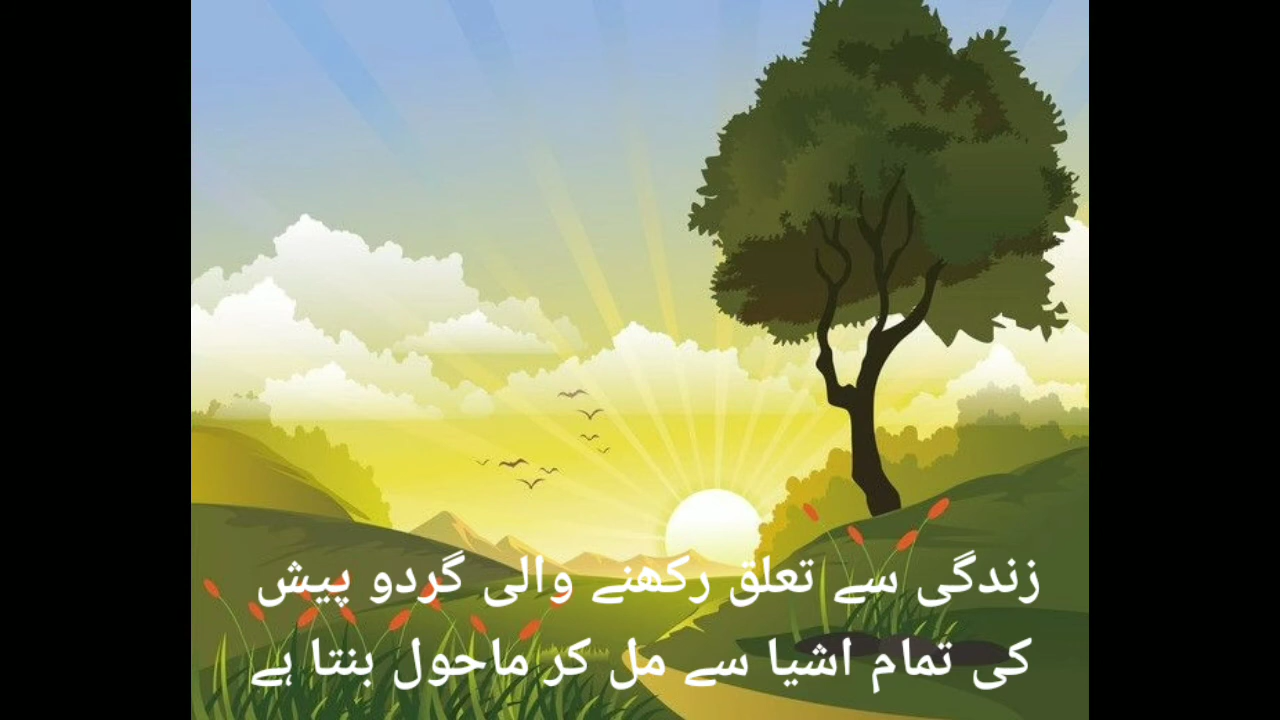 زندگی سے تعلق رکھنے والی گردو پیش
کی تمام اشیا سے مل کر ماحول بنتا ہے